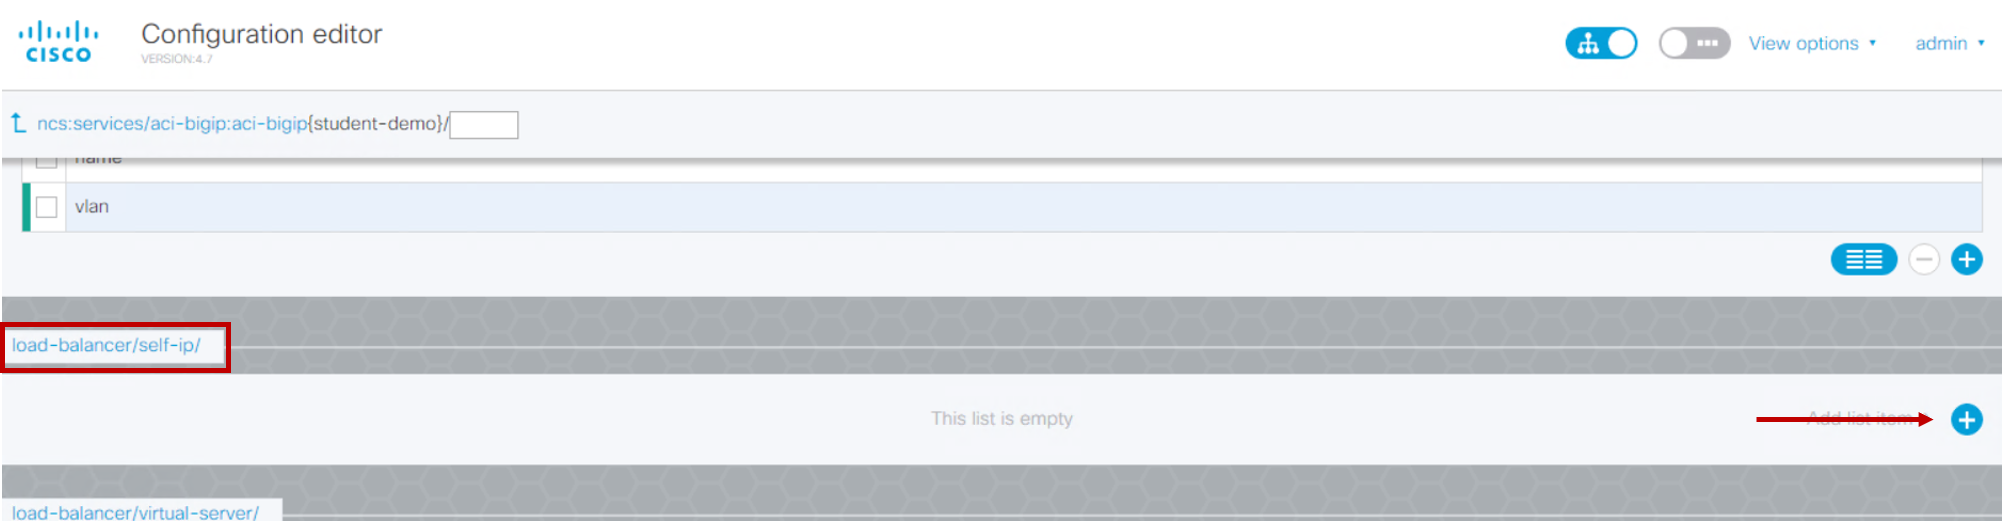 CISCO
Configuration editor
VERSION:4.7
View options
admin
ncs:services/aci-bigip:aci-bigip{student-demo}/
name
vlan
load-balancer/self-ip/
This list is empty
Add list item
load-balancer/virtual-server/